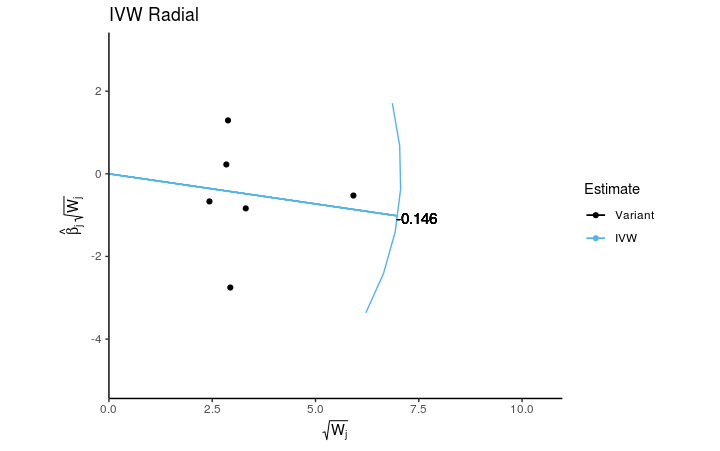 IVW Radial
2
0
-2
-4
β̂j√Wj
-0.146
0.0 2.5 5.0 7.5 10.0
√Wj
Estimate
Variant
IVW